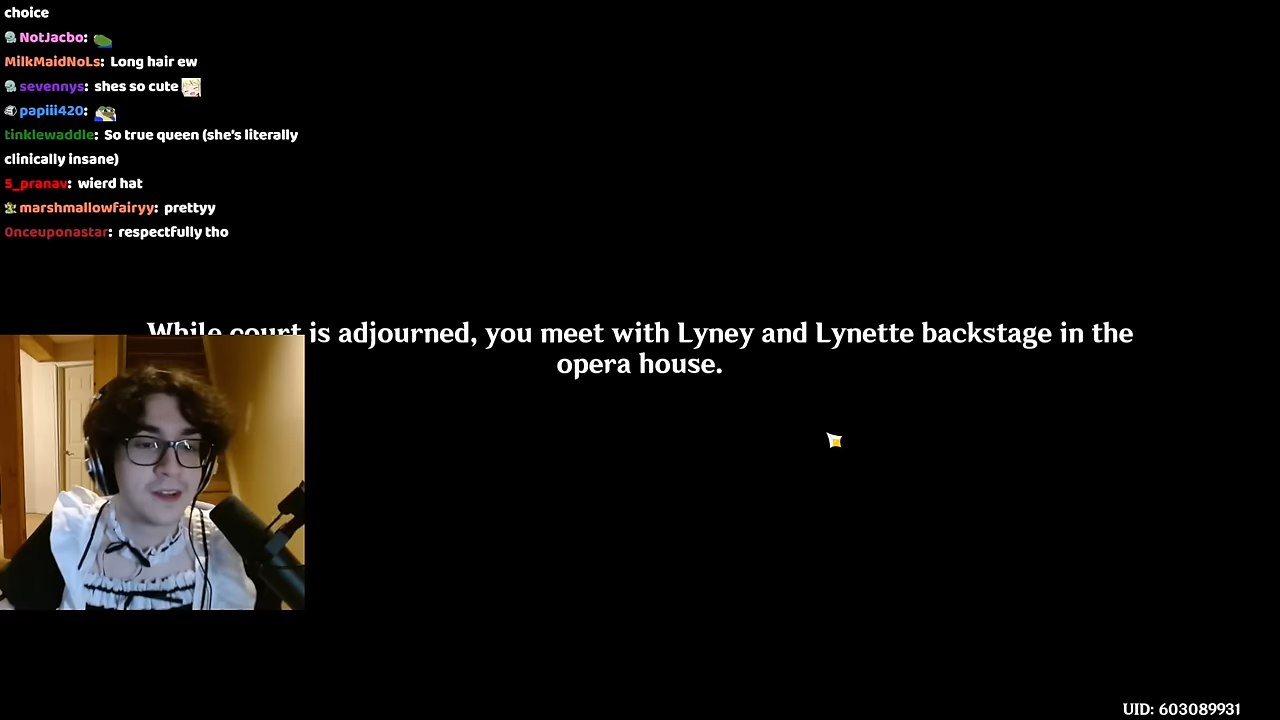 choice
NotJacbo:
MilkMaidNoLs: Long hair ew
sevennys: shes so cute
papiii420:
tinklewaddle: So true queen (she's literally
clinically insane)
5_pranav: wierd hat
marshmallowfairyy: prettyy
0nceuponastar: respectfully tho
While court is adjourned, you meet with Lyney and Lynette backstage in the
opera house.
UID: 603089931